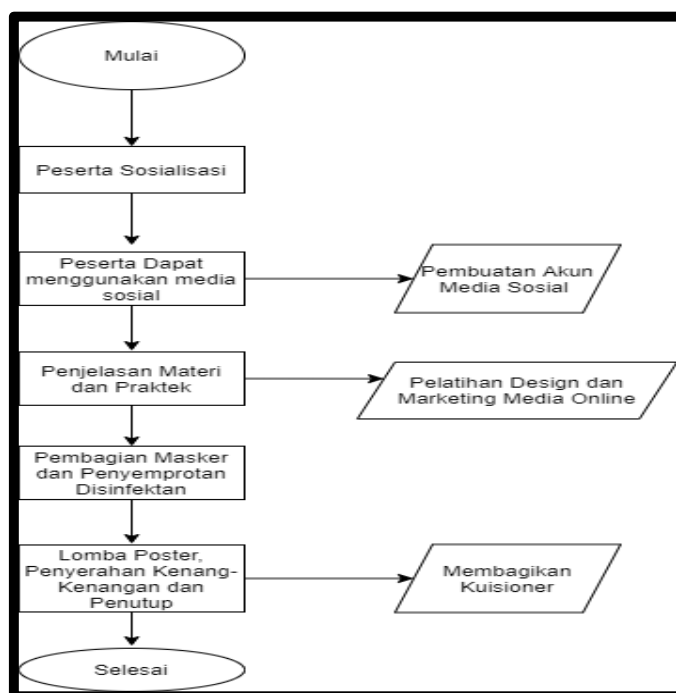 Mulai
Peserta Sosialisasi
Peserta Dapat
menggunakan media
sosial
Pembuatan Akun
Media Sosial
Penjelasan Materi
dan Praktek
Pelatihan Design dan
Marketing Media Online
Pembagian Masker
dan Penyemprotan
Disinfektan
Lomba Poster,
Penyerahan Kenang-
Kenangan dan
Penutup
Membagikan
Kuisioner
Selesai